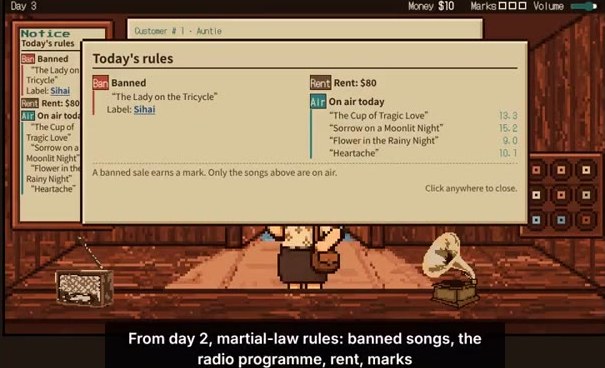 Day 3
Money $10
Marks
Volume
Notice
Today's rules
Ban Banned
"The Lady on
Tricycle"
Label: Sihai
Rent Rent: $80
Air On air toda
"The Cup of
Tragic Love"
"Sorrow on a
Moonlit Night"
"Flower in the
Rainy Night"
"Heartache"
Customer # 1 - Auntie
Today's rules
Ban Banned
"The Lady on the Tricycle"
Label: Sihai
Rent Rent: $80
Air On air today
"The Cup of Tragic Love" 13.3
"Sorrow on a Moonlit Night" 15.2
"Flower in the Rainy Night" 9.0
"Heartache" 10.1
A banned sale earns a mark. Only the songs above are on air.
Click anywhere to close.
From day 2, martial-law rules: banned songs, the
radio programme, rent, marks